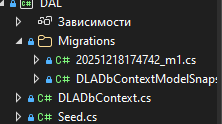 DAL
Зависимости
Migrations
20251218174742_m1.cs
DLADbContextModelSnaps
DLADbContext.cs
Seed.cs